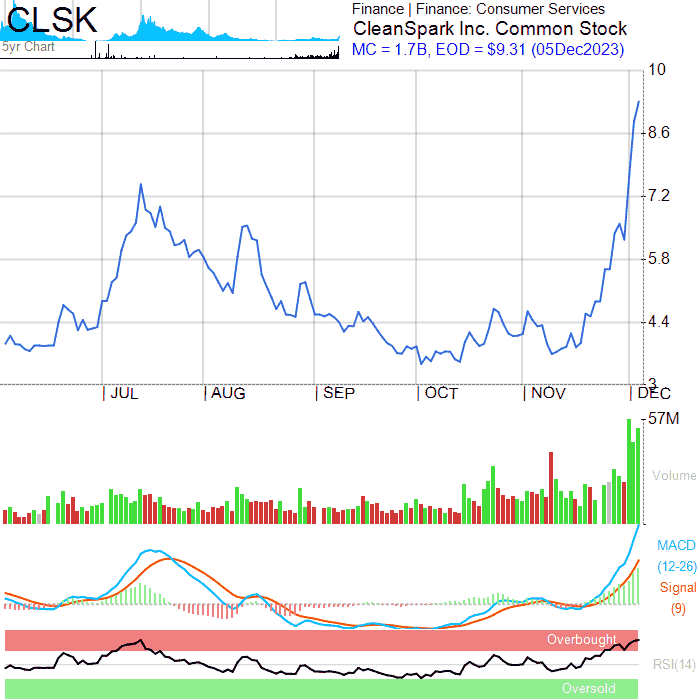 CLSK
5yr Chart
Finance | Finance: Consumer Services
CleanSpark Inc. Common Stock
MC = 1.7B, EOD = $9.31 (05Dec2023)
10
8.6
7.2
5.8
4.4
3
JUL
AUG
SEP
OCT
NOV
DEC
57M
Volume
MACD
(12-26)
Signal
(9)
Overbought
RSI(14)
Oversold